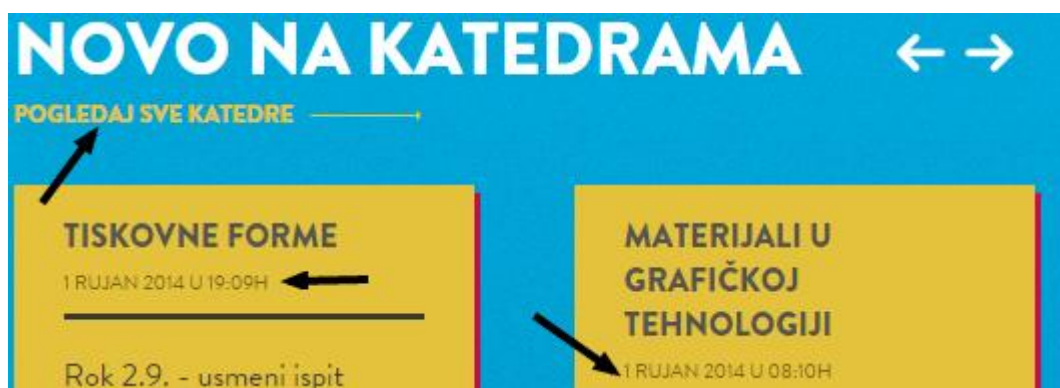 NOVO NA KATEDRAMA
POGLEDAJ SVE KATEDRE
TISKOVNE FORME
1 RUJAN 2014 U 19:09H
Rok 2.9. - usmeni ispit
MATERIJALI U
GRAFIČKOJ
TEHNOLOGIJI
1 RUJAN 2014 U 08:10H